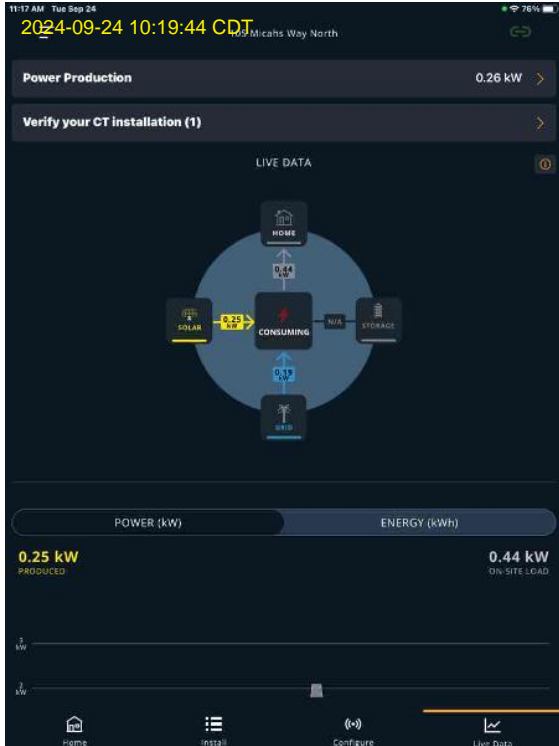 11:17 AM Tue Sep 24
76%
2024-09-24 10:19:44 CDT
105 Micahs Way North
Power Production
0.26 kW
Verify your CT installation (1)
LIVE DATA
HOME
0.44
kW
SOLAR
0.25
kW
CONSUMING
N/A
STORAGE
0.19
kW
GRID
POWER (kW)
ENERGY (kWh)
0.25 kW
0.44 kW
PRODUCED
ON-SITE LOAD
3
kW
2
kW
Home
Install
Configure
Live Data